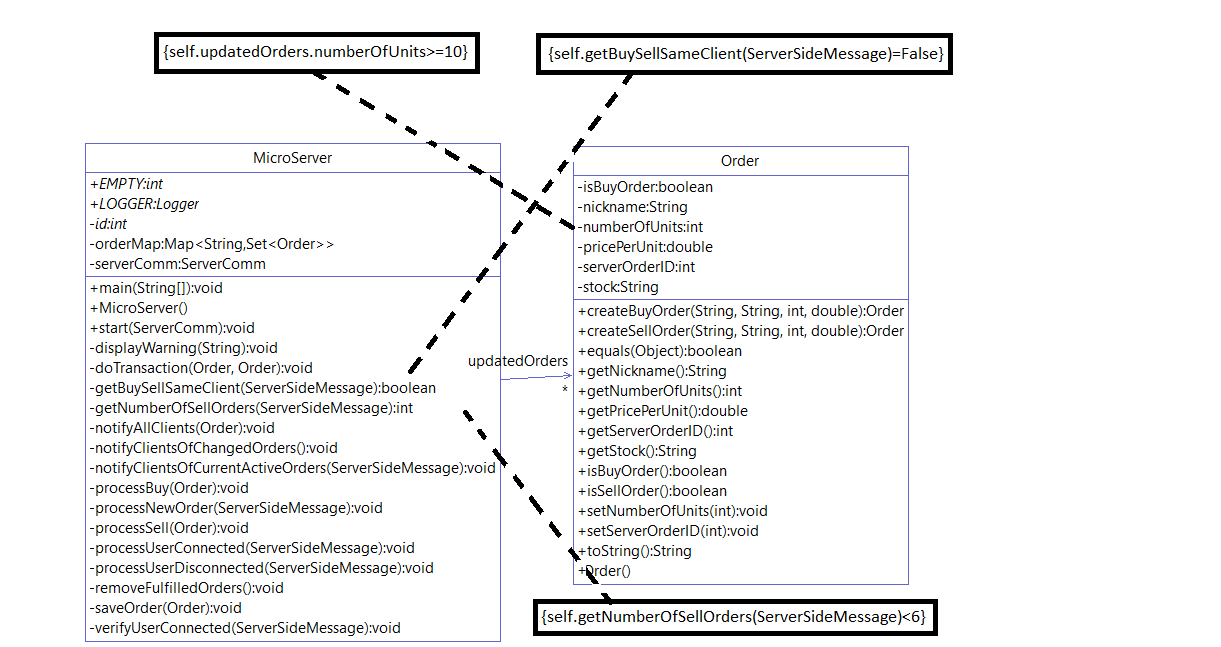 {self.updatedOrders.numberOfUnits>=10}
{self.getBuySellSameClient(ServerSideMessage)=False}
MicroServer
+EMPTY:int
+LOGGER:Logger
-id:int
-orderMap:Map<String,Set<Order>>
-serverComm:ServerComm
+main(String[]):void
+MicroServer()
+start(ServerComm):void
-displayWarning(String):void
-doTransaction(Order, Order):void
-getBuySellSameClient(ServerSideMessage):boolean
-getNumberOfSellOrders(ServerSideMessage):int
-notifyAllClients(Order):void
-notifyClientsOfChangedOrders():void
-notifyClientsOfCurrentActiveOrders(ServerSideMessage):void
-processBuy(Order):void
-processNewOrder(ServerSideMessage):void
-processSell(Order):void
-processUserConnected(ServerSideMessage):void
-processUserDisconnected(ServerSideMessage):void
-removeFulfilledOrders():void
-saveOrder(Order):void
-verifyUserConnected(ServerSideMessage):void
updatedOrders
*
Order
-isBuyOrder:boolean
-nickname:String
-numberOfUnits:int
-pricePerUnit:double
-serverOrderID:int
-stock:String
+createBuyOrder(String, String, int, double):Order
+createSellOrder(String, String, int, double):Order
+equals(Object):boolean
+getNickname():String
+getNumberOfUnits():int
+getPricePerUnit():double
+getServerOrderID():int
+getStock():String
+isBuyOrder():boolean
+isSellOrder():boolean
+setNumberOfUnits(int):void
+setServerOrderID(int):void
+toString():String
+Order()
{self.getNumberOfSellOrders(ServerSideMessage)<6}